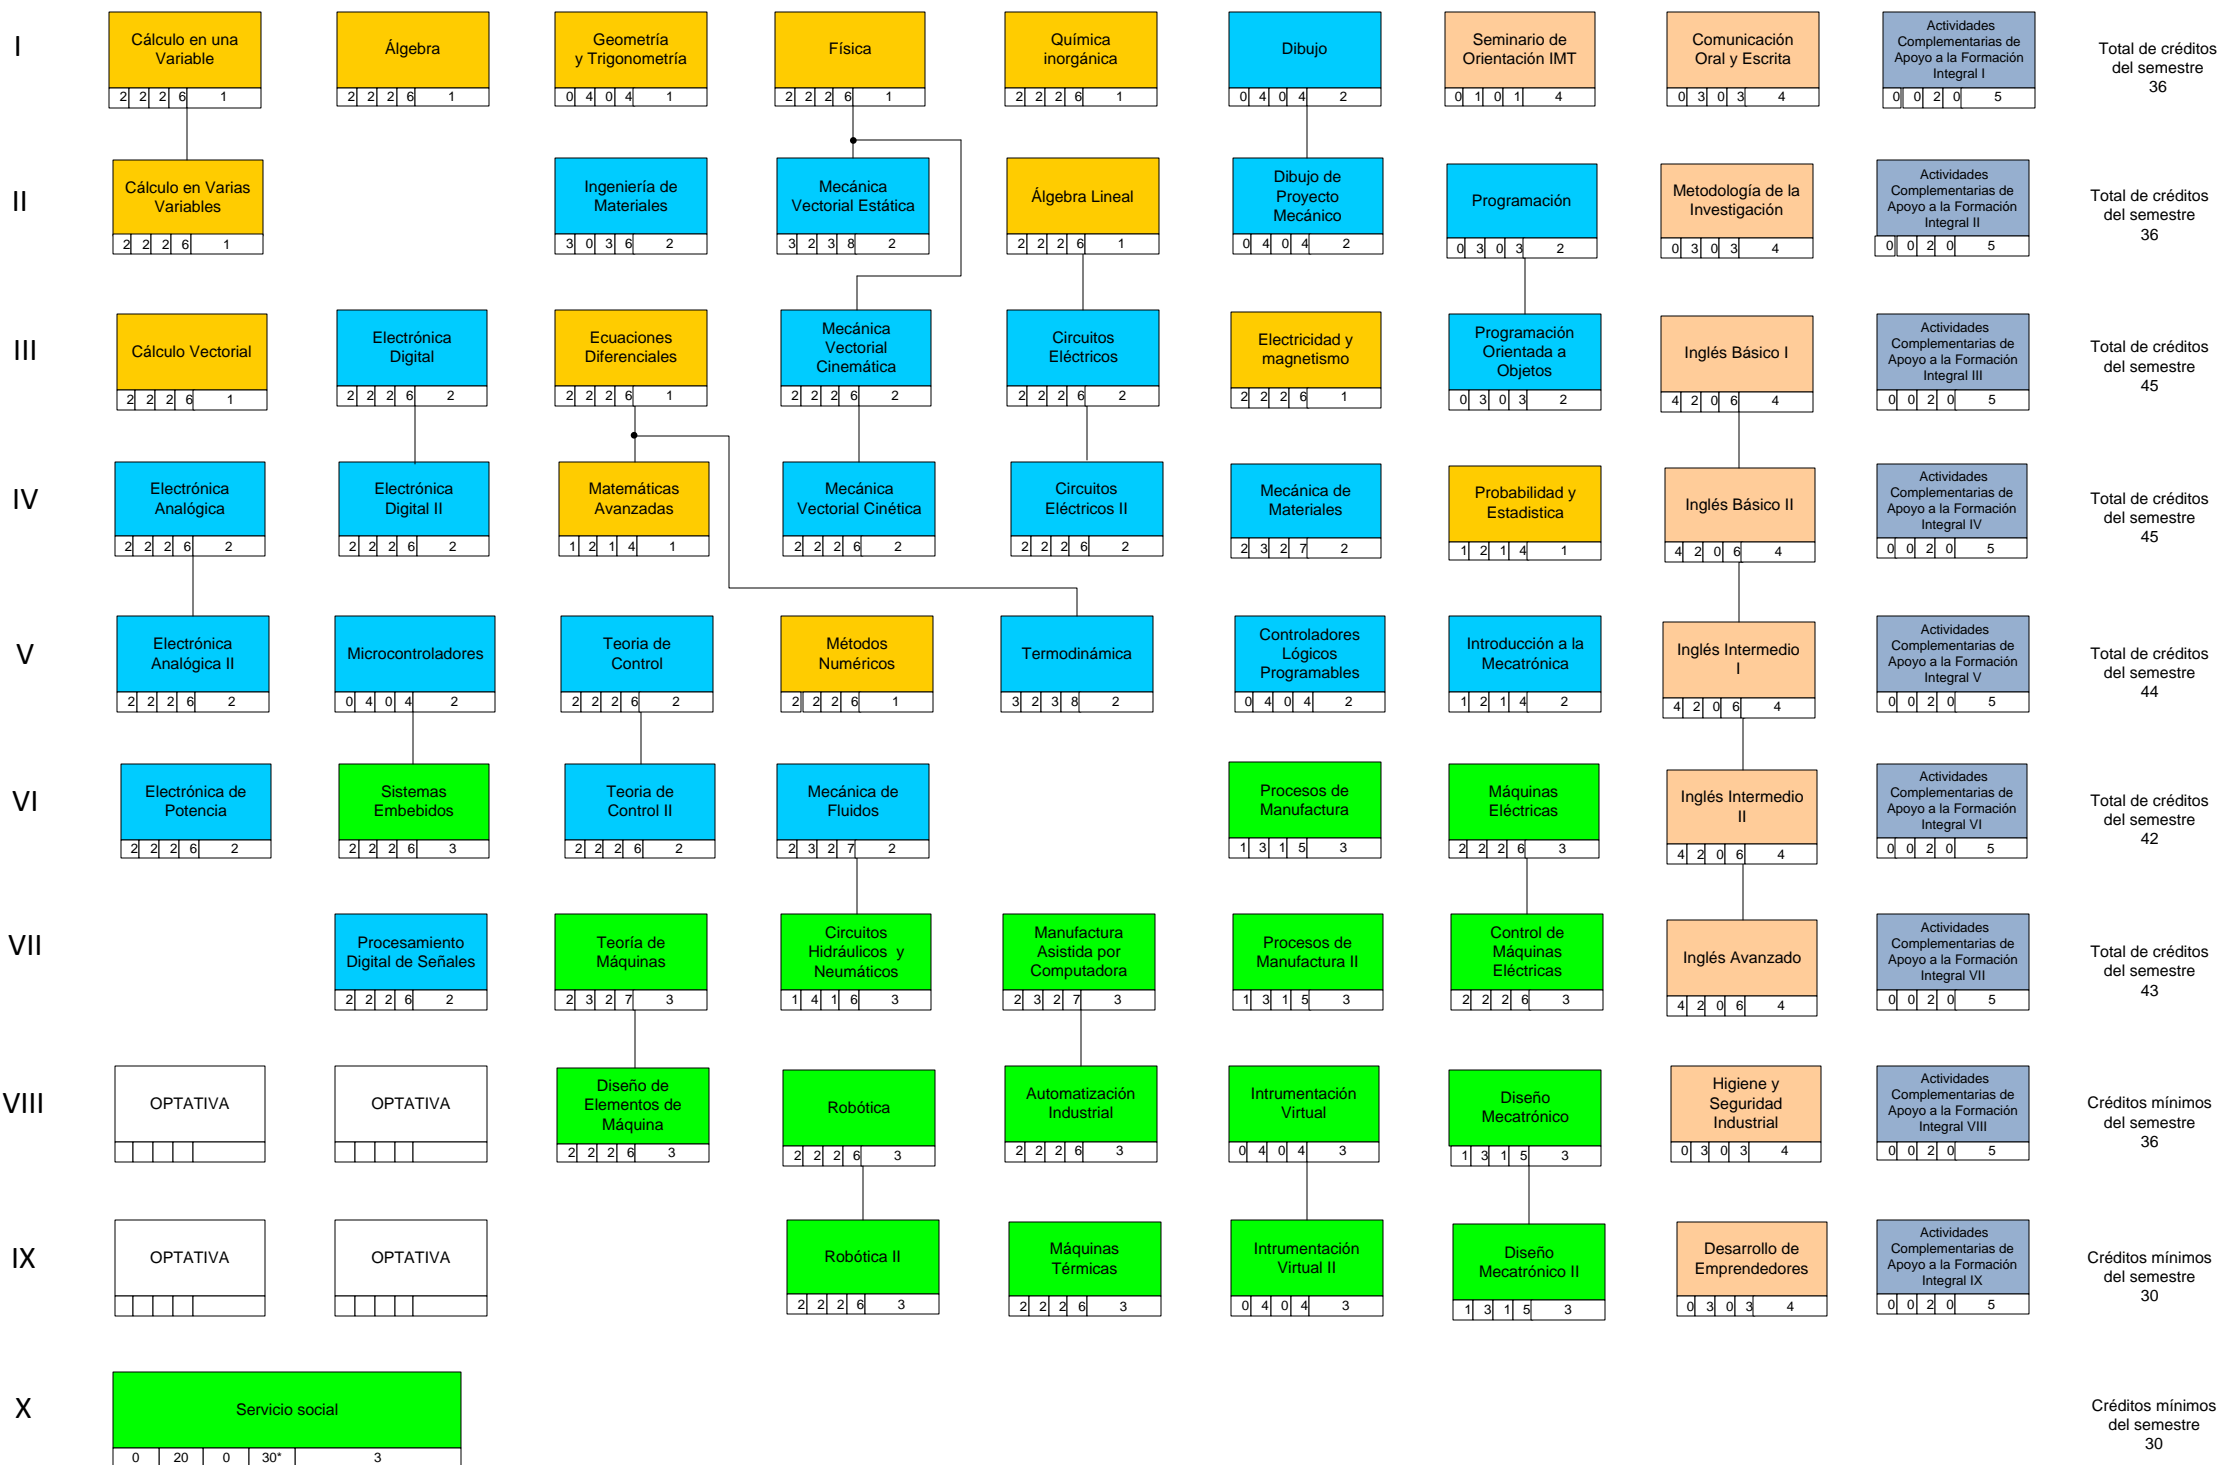 I
Cálculo en una
Variable
2 2 2 6 1
Álgebra
2 2 2 6 1
Geometría
y Trigonometría
0 4 0 4 1
Física
2 2 2 6 1
Química
inorgánica
2 2 2 6 1
Dibujo
0 4 0 4 2
Seminario de
Orientación IMT
0 1 0 1 4
Comunicación
Oral y Escrita
0 3 0 3 4
Actividades
Complementarias de
Apoyo a la Formación
Integral I
0 0 2 0 5
Total de créditos
del semestre
36
II
Cálculo en Varias
Variables
2 2 2 6 1
Ingeniería de
Materiales
3 0 3 6 2
Mecánica
Vectorial Estática
3 2 3 8 2
Álgebra Lineal
2 2 2 6 1
Dibujo de
Proyecto
Mecánico
0 4 0 4 2
Programación
0 3 0 3 2
Metodología de la
Investigación
0 3 0 3 4
Actividades
Complementarias de
Apoyo a la Formación
Integral II
0 0 2 0 5
Total de créditos
del semestre
36
III
Cálculo Vectorial
2 2 2 6 1
Electrónica
Digital
2 2 2 6 2
Ecuaciones
Diferenciales
2 2 2 6 1
Mecánica
Vectorial
Cinemática
2 2 2 6 2
Circuitos
Eléctricos
2 2 2 6 2
Electricidad y
magnetismo
2 2 2 6 1
Programación
Orientada a
Objetos
0 3 0 3 2
Inglés Básico I
4 2 0 6 4
Actividades
Complementarias de
Apoyo a la Formación
Integral III
0 0 2 0 5
Total de créditos
del semestre
45
IV
Electrónica
Analógica
2 2 2 6 2
Electrónica
Digital II
2 2 2 6 2
Matemáticas
Avanzadas
1 2 1 4 1
Mecánica
Vectorial Cinética
2 2 2 6 2
Circuitos
Eléctricos II
2 2 2 6 2
Mecánica de
Materiales
2 3 2 7 2
Probabilidad y
Estadistica
1 2 1 4 1
Inglés Básico II
4 2 0 6 4
Actividades
Complementarias de
Apoyo a la Formación
Integral IV
0 0 2 0 5
Total de créditos
del semestre
45
V
Electrónica
Analógica II
2 2 2 6 2
Microcontroladores
0 4 0 4 2
Teoria de
Control
2 2 2 6 2
Métodos
Numéricos
2 2 2 6 1
Termodinámica
3 2 3 8 2
Controladores
Lógicos
Programables
0 4 0 4 2
Introducción a la
Mecatrónica
1 2 1 4 2
Inglés Intermedio
I
4 2 0 6 4
Actividades
Complementarias de
Apoyo a la Formación
Integral V
0 0 2 0 5
Total de créditos
del semestre
44
VI
Electrónica de
Potencia
2 2 2 6 2
Sistemas
Embebidos
2 2 2 6 3
Teoria de
Control II
2 2 2 6 2
Mecánica de
Fluidos
2 3 2 7 2
Procesos de
Manufactura
1 3 1 5 3
Máquinas
Eléctricas
2 2 2 6 3
Inglés Intermedio
II
4 2 0 6 4
Actividades
Complementarias de
Apoyo a la Formación
Integral VI
0 0 2 0 5
Total de créditos
del semestre
42
VII
Procesamiento
Digital de Señales
2 2 2 6 2
Teoría de
Máquinas
2 3 2 7 3
Circuitos
Hidráulicos y
Neumáticos
1 4 1 6 3
Manufactura
Asistida por
Computadora
2 3 2 7 3
Procesos de
Manufactura II
1 3 1 5 3
Control de
Máquinas
Eléctricas
2 2 2 6 3
Inglés Avanzado
4 2 0 6 4
Actividades
Complementarias de
Apoyo a la Formación
Integral VII
0 0 2 0 5
Total de créditos
del semestre
43
VIII
OPTATIVA
OPTATIVA
Diseño de
Elementos de
Máquina
2 2 2 6 3
Robótica
2 2 2 6 3
Automatización
Industrial
2 2 2 6 3
Intrumentación
Virtual
0 4 0 4 3
Diseño
Mecatrónico
1 3 1 5 3
Higiene y
Seguridad
Industrial
0 3 0 3 4
Actividades
Complementarias de
Apoyo a la Formación
Integral VIII
0 0 2 0 5
Créditos mínimos
del semestre
36
IX
OPTATIVA
OPTATIVA
Robótica II
2 2 2 6 3
Máquinas
Térmicas
2 2 2 6 3
Intrumentación
Virtual II
0 4 0 4 3
Diseño
Mecatrónico II
1 3 1 5 3
Desarrollo de
Emprendedores
0 3 0 3 4
Actividades
Complementarias de
Apoyo a la Formación
Integral IX
0 0 2 0 5
Créditos mínimos
del semestre
30
X
Servicio social
0 20 0 30* 3
Créditos mínimos
del semestre
30